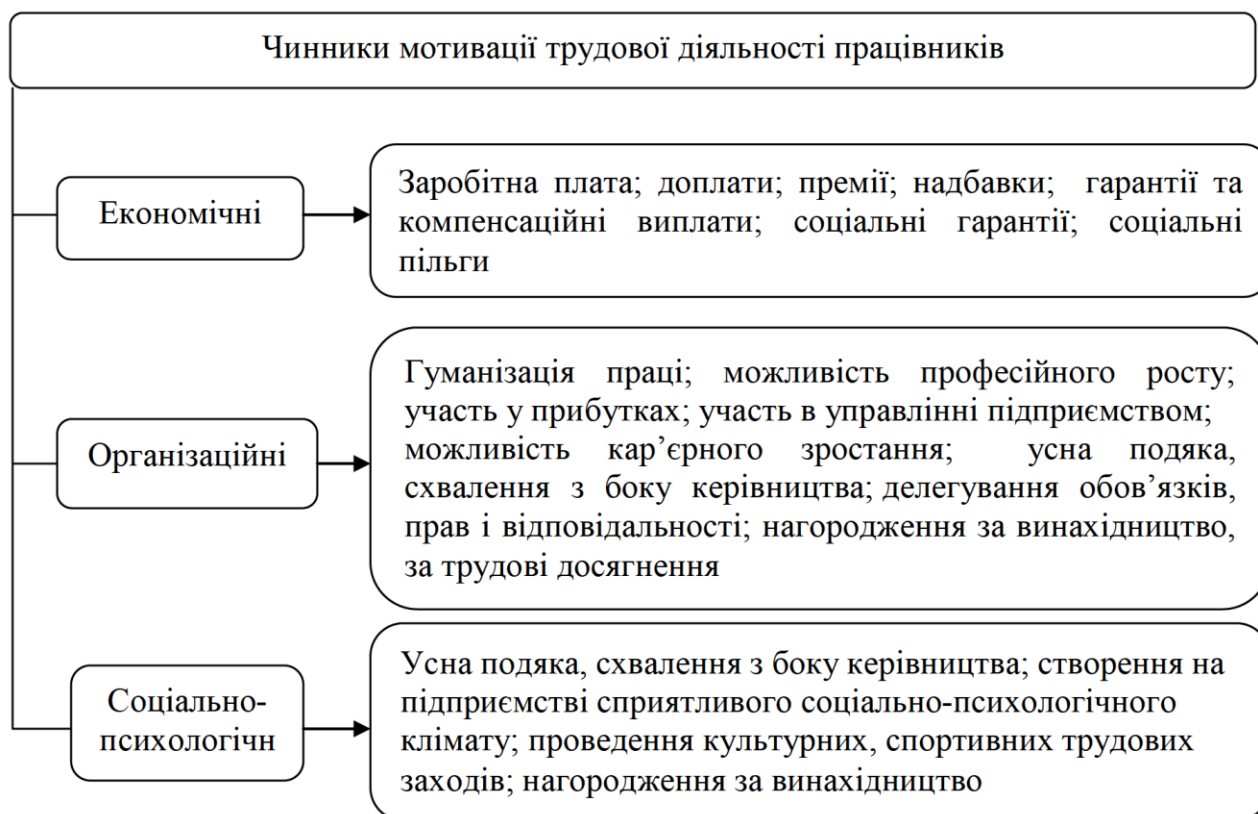 Чинники мотивації трудової діяльності працівників
Економічні
Заробітна плата; доплати; премії; надбавки; гарантії та
компенсаційні виплати; соціальні гарантії; соціальні
пільги
Організаційні
Гуманізація праці; можливість професійного росту;
участь у прибутках; участь в управлінні підприємством;
можливість кар’єрного зростання; усна подяка,
схвалення з боку керівництва; делегування обов’язків,
прав і відповідальності; нагородження за винахідництво,
за трудові досягнення
Соціально-
психологічн
Усна подяка, схвалення з боку керівництва; створення на
підприємстві сприятливого соціально-психологічного
клімату; проведення культурних, спортивних трудових
заходів; нагородження за винахідництво